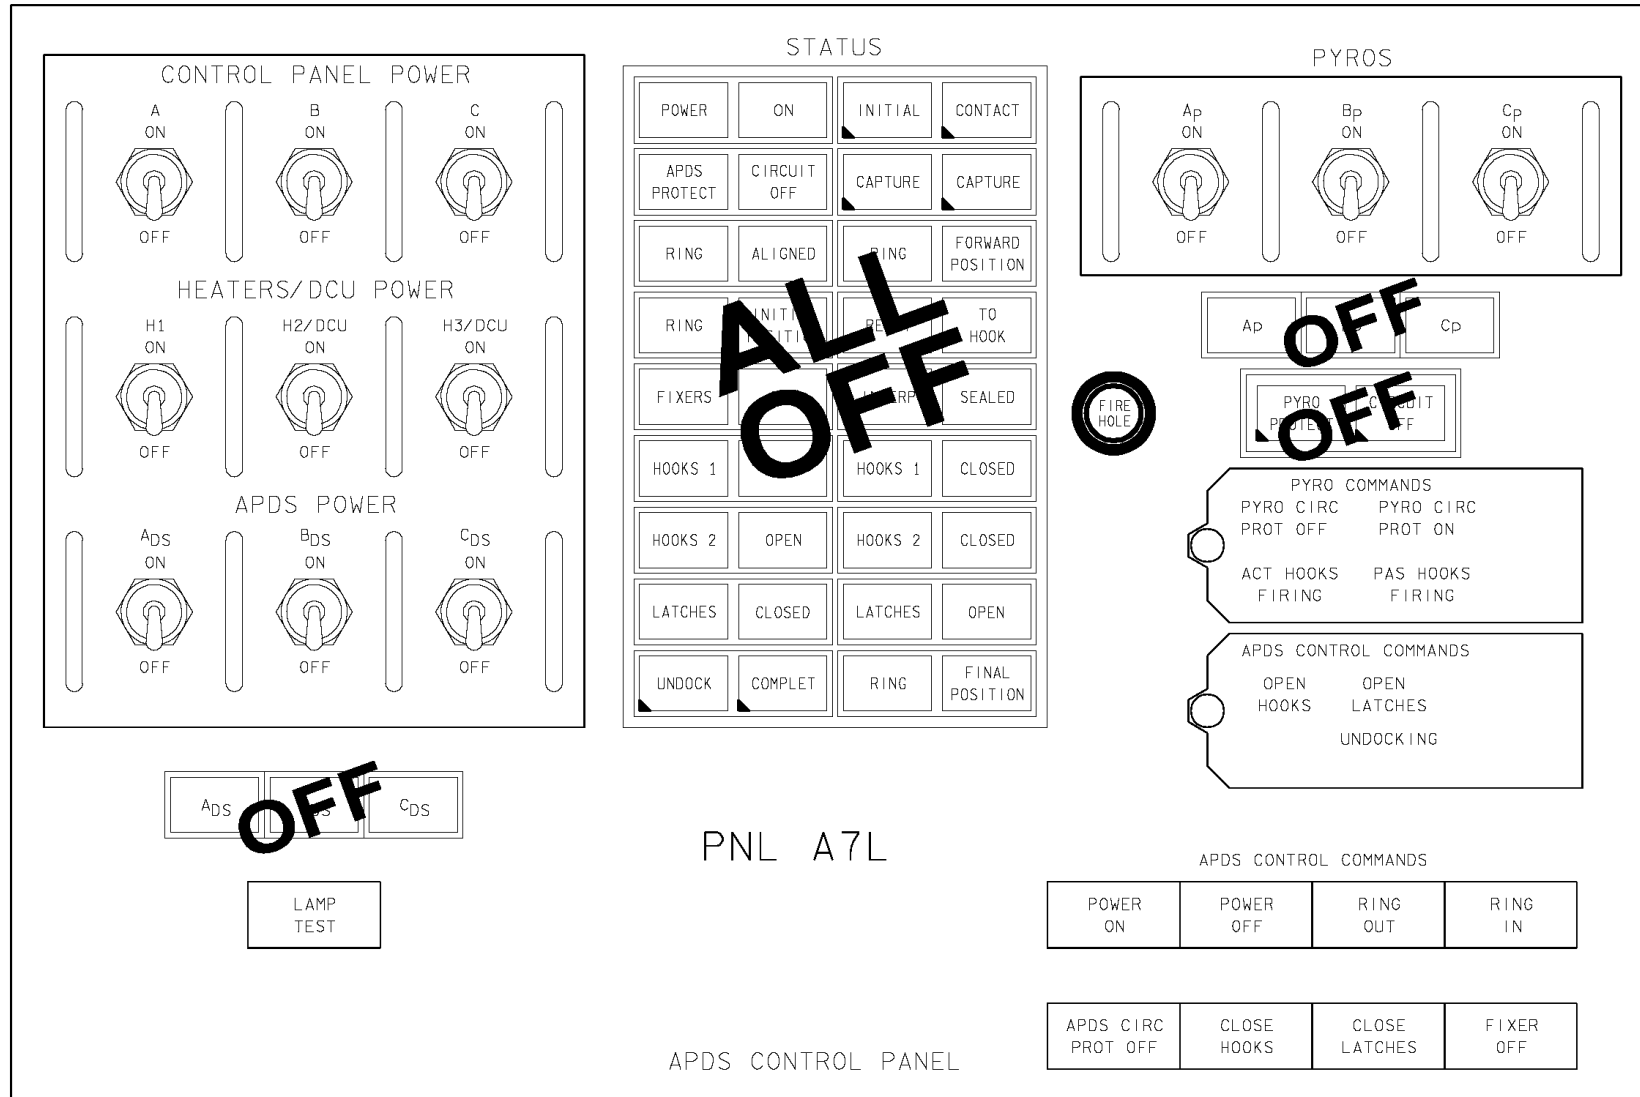 STATUS
CONTROL PANEL POWER
A B C
ON ON ON
OFF OFF OFF
HEATERS/DCU POWER
H1 H2/DCU H3/DCU
ON ON ON
OFF OFF OFF
APDS POWER
ADS BDS CDS
ON ON ON
OFF OFF OFF
ADS CDS
OFF
LAMP
TEST
POWER ON INITIAL CONTACT
APDS
PROTECT
CIRCUIT
OFF
CAPTURE CAPTURE
RING ALIGNED RING FORWARD
POSITION
RING TO
HOOK
FIXERS SEALED
HOOKS 1 HOOKS 1 CLOSED
HOOKS 2 OPEN HOOKS 2 CLOSED
LATCHES CLOSED LATCHES OPEN
UNDOCK COMPLET RING FINAL
POSITION
ALL
OFF
PYROS
AP BP CP
ON ON ON
OFF OFF OFF
AP CP
OFF
FIRE
HOLE
PYRO
PROTECT
CIRCUIT
OFF
OFF
PYRO COMMANDS
PYRO CIRC PYRO CIRC
PROT OFF PROT ON
ACT HOOKS PAS HOOKS
FIRING FIRING
APDS CONTROL COMMANDS
OPEN OPEN
HOOKS LATCHES
UNDOCKING
PNL A7L
APDS CONTROL COMMANDS
POWER
ON
POWER
OFF
RING
OUT
RING
IN
APDS CIRC
PROT OFF
CLOSE
HOOKS
CLOSE
LATCHES
FIXER
OFF
APDS CONTROL PANEL